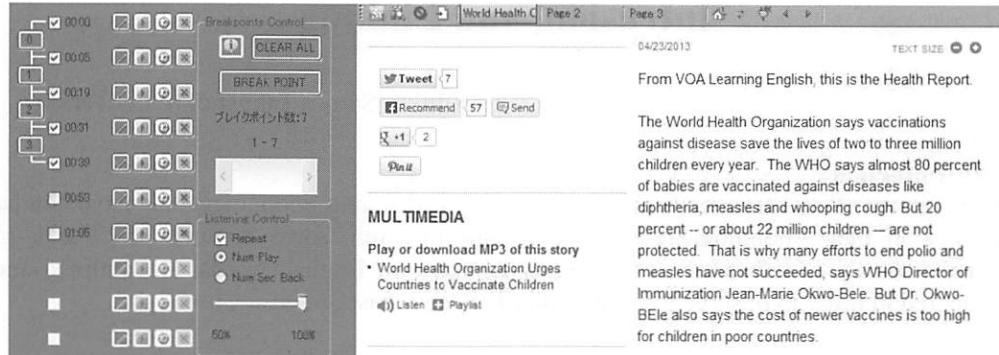 00:00
0
00:05
1
00:19
2
00:31
3
00:39
00:53
01:05
Breakpoints Control
CLEAR ALL
BREAK POINT
ブレイクポイント数:7
1 - 7
Listening Control
Repeat
Num Play
Num Sec Back
50% 100%
World Health C Page 2 Page 3
Tweet 7
Recommend 57 Send
+1 2
Pin it
MULTIMEDIA
Play or download MP3 of this story
• World Health Organization Urges
Countries to Vaccinate Children
Listen Playlist
04/23/2013 TEXT SIZE
From VOA Learning English, this is the Health Report.
The World Health Organization says vaccinations
against disease save the lives of two to three million
children every year. The WHO says almost 80 percent
of babies are vaccinated against diseases like
diphtheria, measles and whooping cough. But 20
percent -- or about 22 million children — are not
protected. That is why many efforts to end polio and
measles have not succeeded, says WHO Director of
Immunization Jean-Marie Okwo-Bele. But Dr. Okwo-
BEle also says the cost of newer vaccines is too high
for children in poor countries.